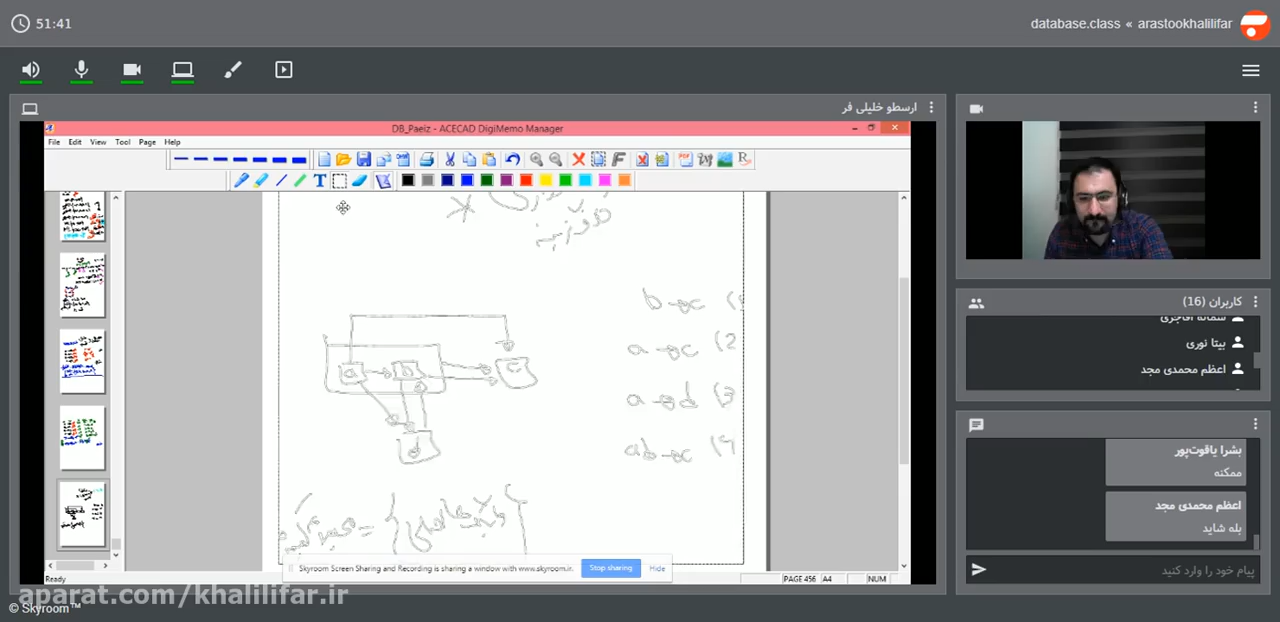 51:41
database.class « arastookhalilifar
ارسطو خلیلی فر
DB_Paeiz - ACECAD DigiMemo Manager
File Edit View Tool Page Help
b→c (1
a→c (2
a→d (3
ab→c (4
a
b
c
d
Skyroom Screen Sharing and Recording is sharing a window with www.skyroom.ir.
Stop sharing
Hide
Ready
PAGE 456 A4 NUM
کاربران (16)
سمانه آقاجری
بیتا نوری
اعظم محمدی مجد
بشرا یاقوت‌پور
ممکنه
اعظم محمدی مجد
بله شاید
پیام خود را وارد کنید
© Skyroom™
aparat.com/khalilifar.ir